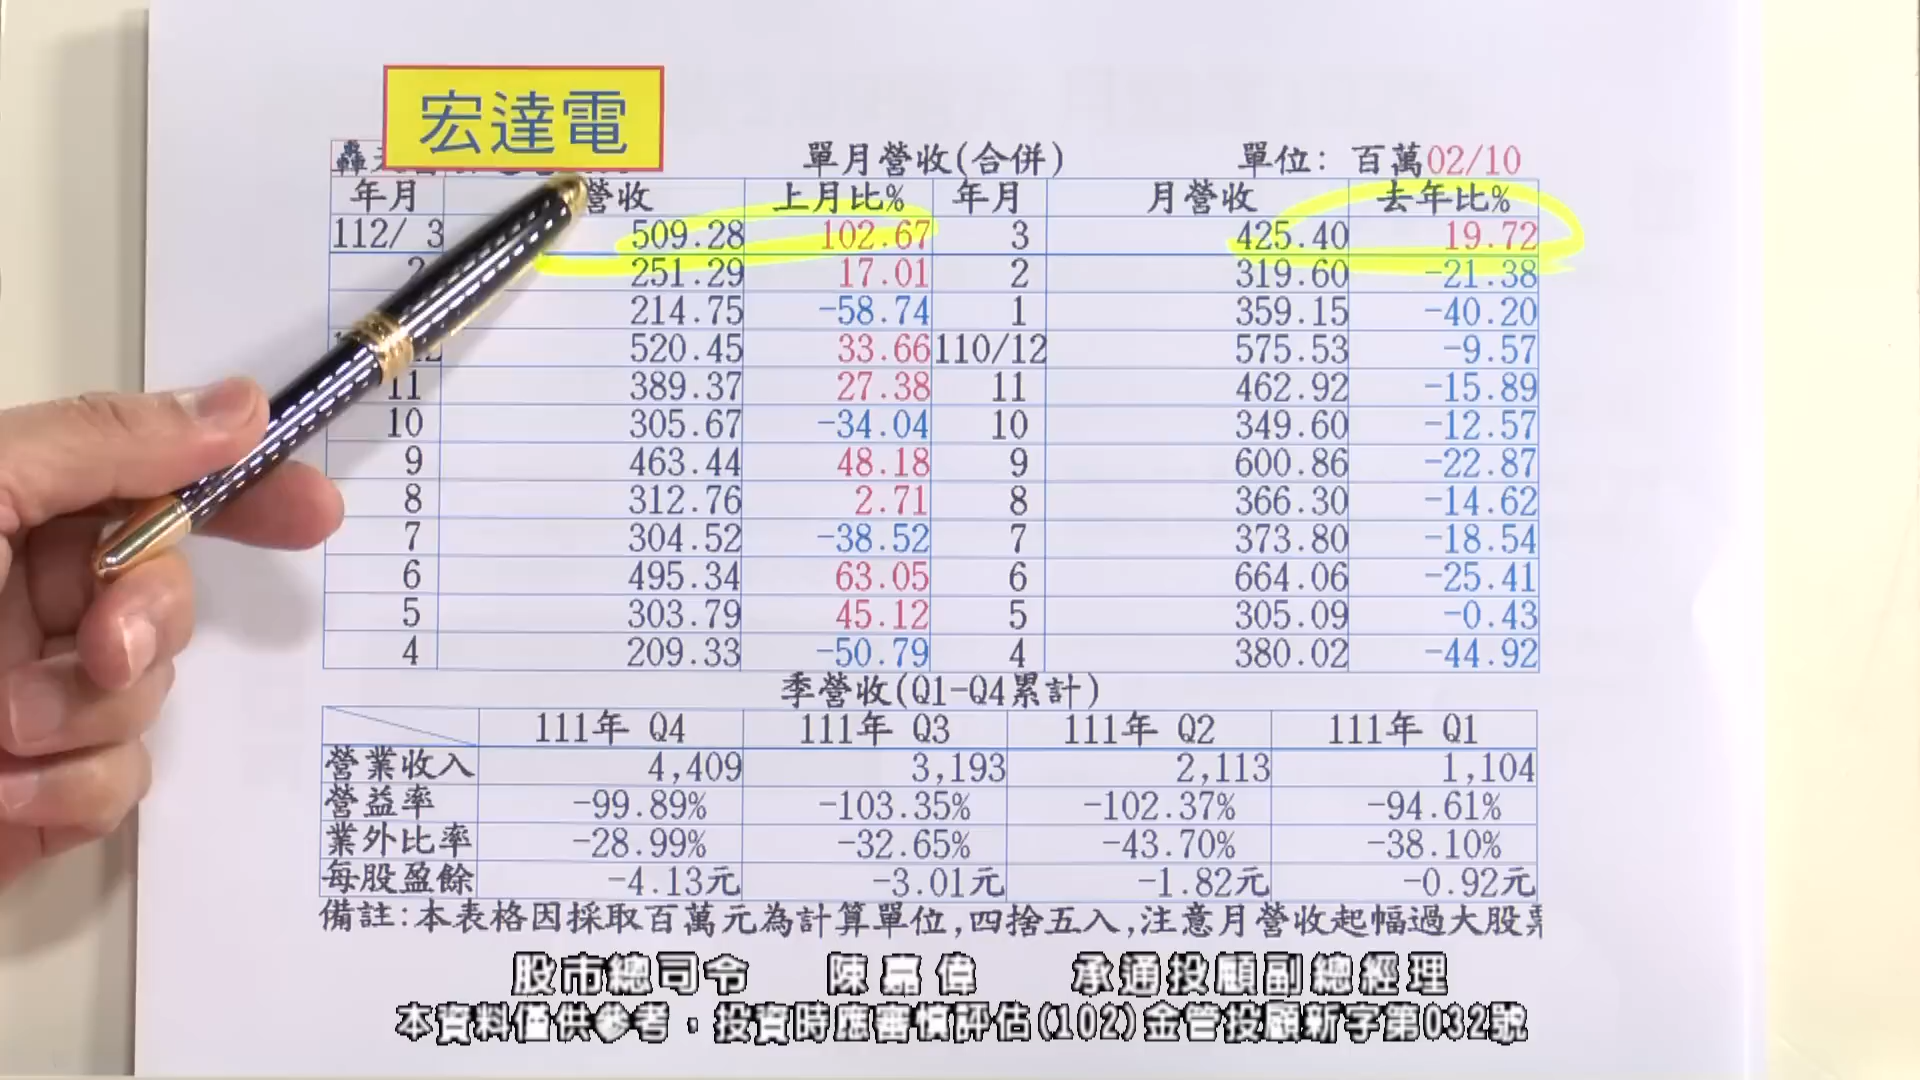 宏達電
轟 單月營收(合併) 單位: 百萬02/10
年月 營收 上月比% 年月 月營收 去年比%
112/ 3 509.28 102.67 3 425.40 19.72
2 251.29 17.01 2 319.60 -21.38
214.75 -58.74 1 359.15 -40.20
520.45 33.66 110/12 575.53 -9.57
11 389.37 27.38 11 462.92 -15.89
10 305.67 -34.04 10 349.60 -12.57
9 463.44 48.18 9 600.86 -22.87
8 312.76 2.71 8 366.30 -14.62
7 304.52 -38.52 7 373.80 -18.54
6 495.34 63.05 6 664.06 -25.41
5 303.79 45.12 5 305.09 -0.43
4 209.33 -50.79 4 380.02 -44.92
季營收(Q1-Q4累計)
111年 Q4 111年 Q3 111年 Q2 111年 Q1
營業收入 4,409 3,193 2,113 1,104
營益率 -99.89% -103.35% -102.37% -94.61%
業外比率 -28.99% -32.65% -43.70% -38.10%
每股盈餘 -4.13元 -3.01元 -1.82元 -0.92元
備註:本表格因採取百萬元為計算單位,四捨五入,注意月營收起幅過大股票
股市總司令 陳嘉偉 承通投顧副總經理
本資料僅供參考,投資時應審慎評估(102)金管投顧新字第032號